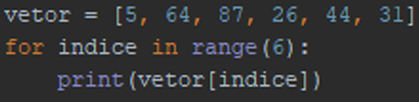 vetor = [5, 64, 87, 26, 44, 31]
for indice in range(6):
    print(vetor[indice])